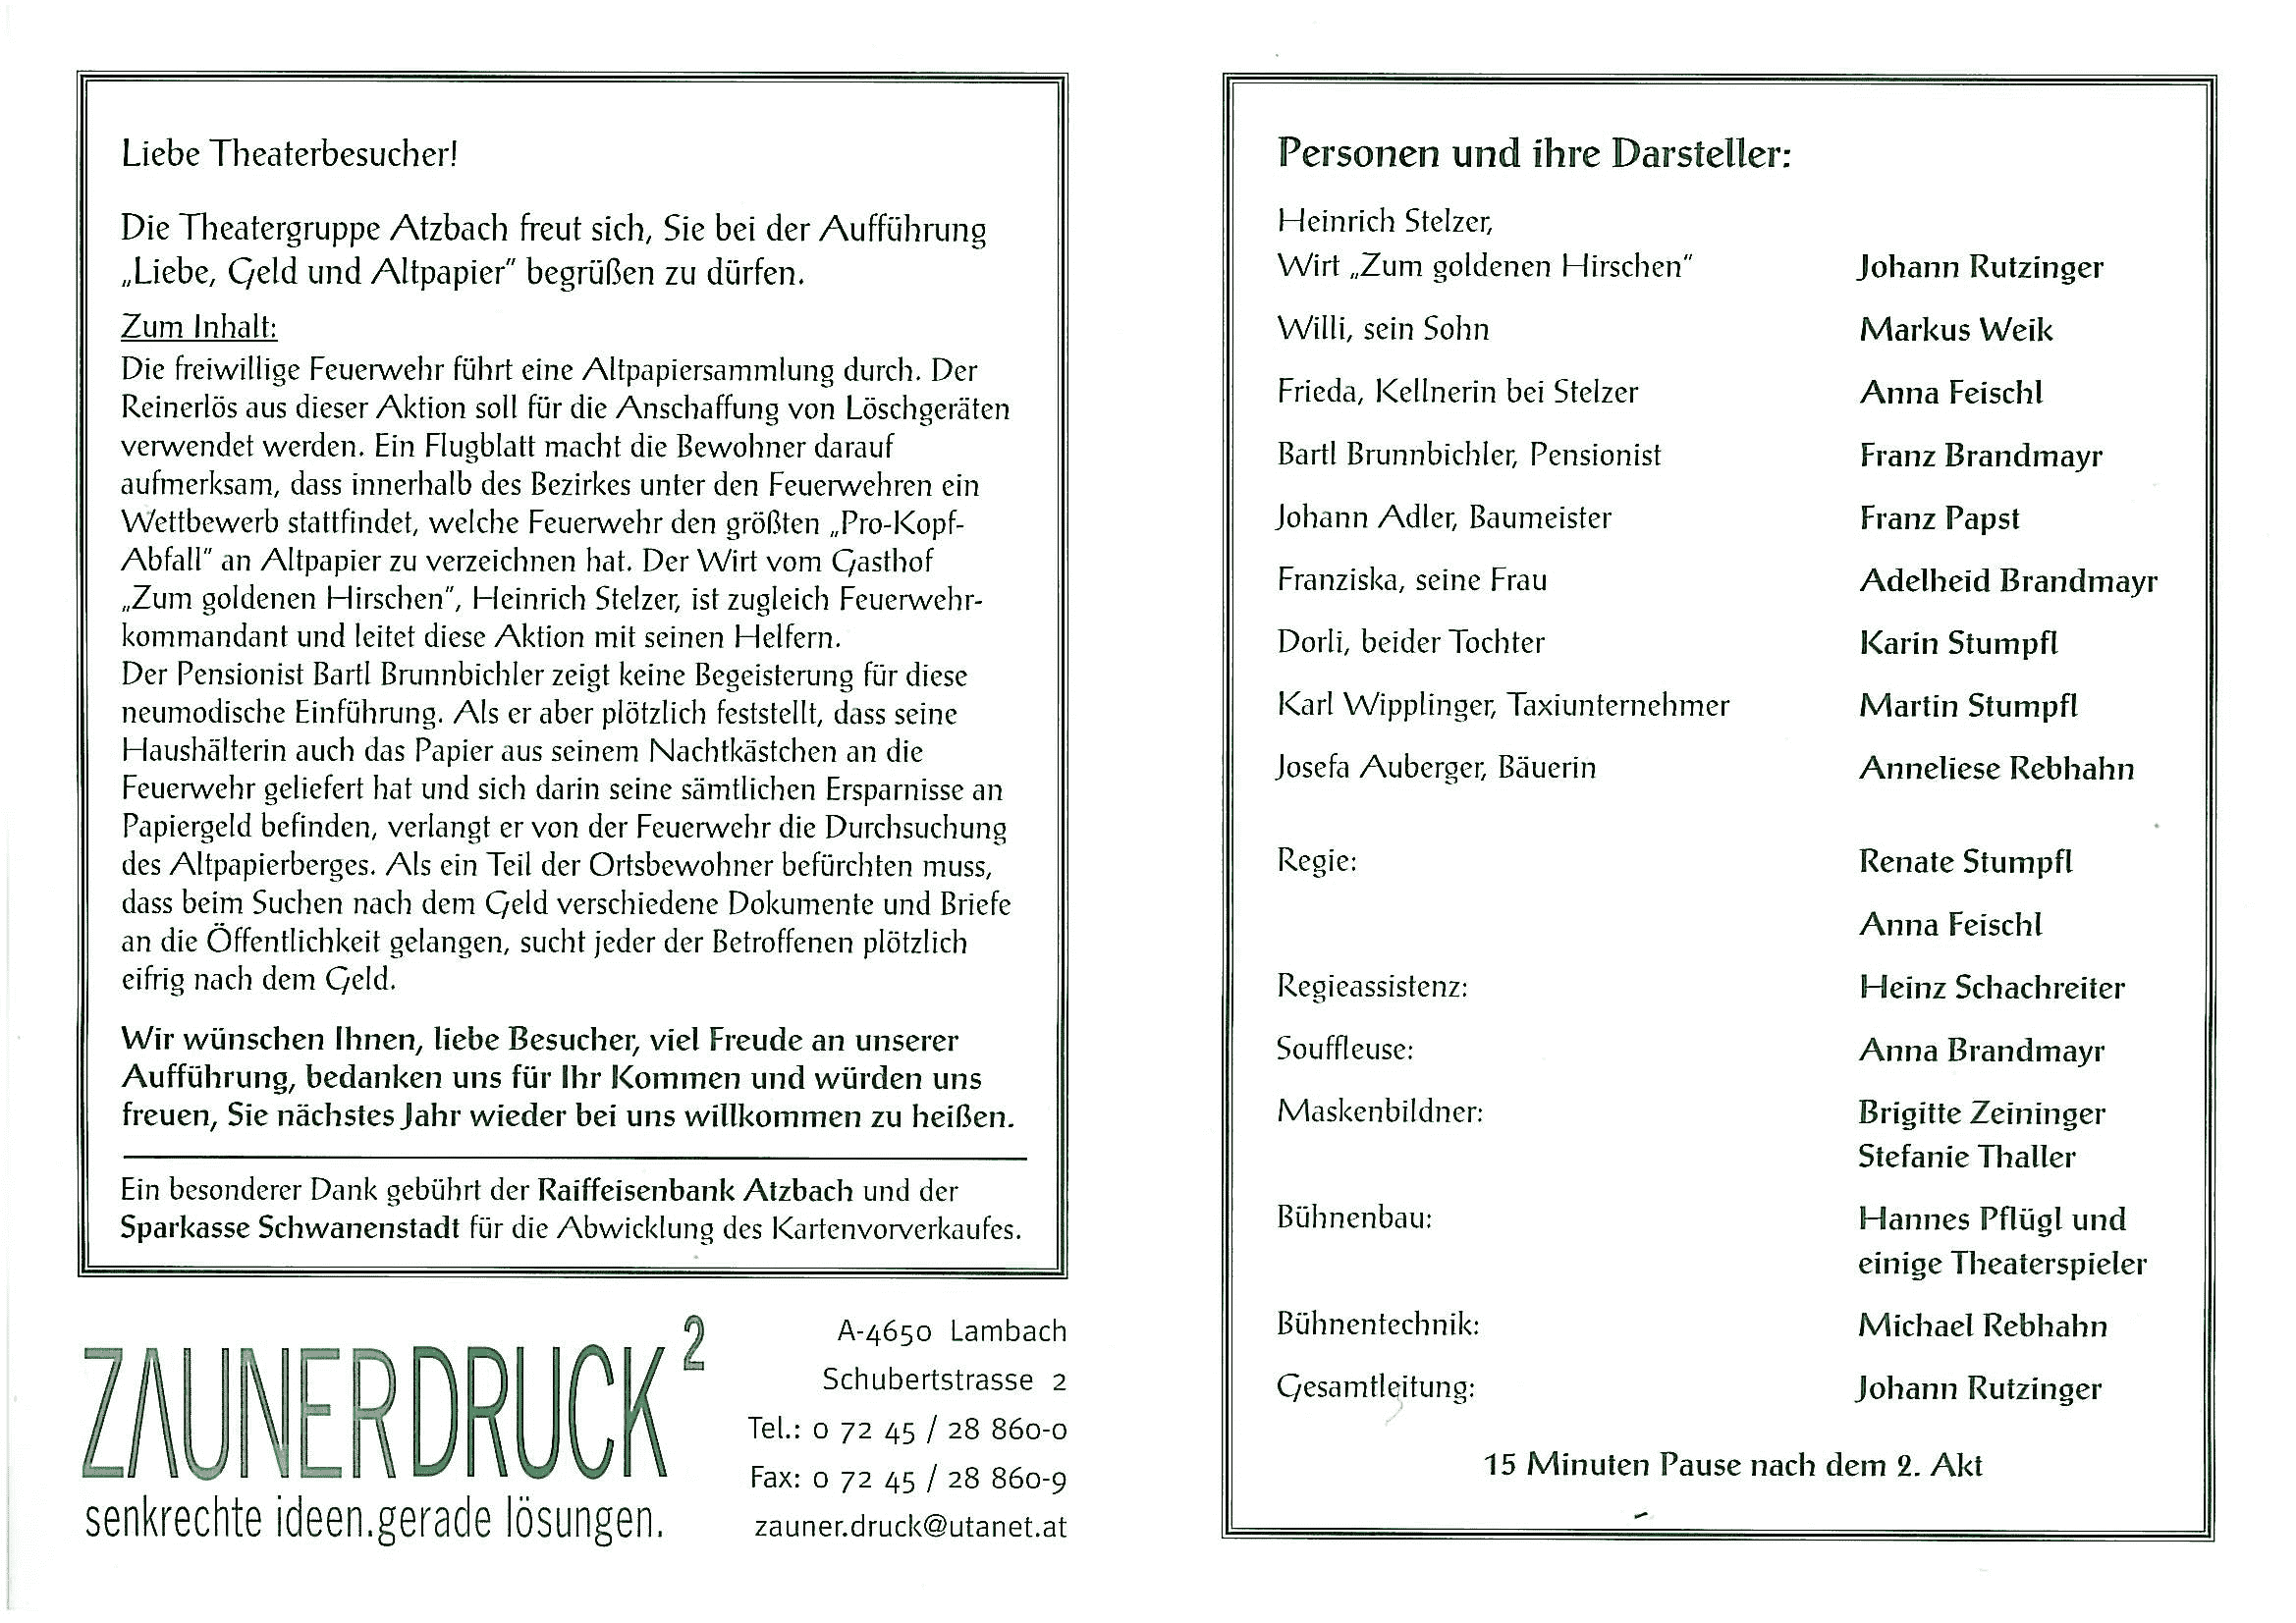 Liebe Theaterbesucher!
Die Theatergruppe Atzbach freut sich, Sie bei der Aufführung
„Liebe, Geld und Altpapier" begrüßen zu dürfen.
Zum Inhalt:
Die freiwillige Feuerwehr führt eine Altpapiersammlung durch. Der
Reinerlös aus dieser Aktion soll für die Anschaffung von Löschgeräten
verwendet werden. Ein Flugblatt macht die Bewohner darauf
aufmerksam, dass innerhalb des Bezirkes unter den Feuerwehren ein
Wettbewerb stattfindet, welche Feuerwehr den größten „Pro-Kopf-
Abfall" an Altpapier zu verzeichnen hat. Der Wirt vom Gasthof
„Zum goldenen Hirschen", Heinrich Stelzer, ist zugleich Feuerwehr-
kommandant und leitet diese Aktion mit seinen Helfern.
Der Pensionist Bartl Brunnbichler zeigt keine Begeisterung für diese
neumodische Einführung. Als er aber plötzlich feststellt, dass seine
Haushälterin auch das Papier aus seinem Nachtkästchen an die
Feuerwehr geliefert hat und sich darin seine sämtlichen Ersparnisse an
Papiergeld befinden, verlangt er von der Feuerwehr die Durchsuchung
des Altpapierberges. Als ein Teil der Ortsbewohner befürchten muss,
dass beim Suchen nach dem Geld verschiedene Dokumente und Briefe
an die Öffentlichkeit gelangen, sucht jeder der Betroffenen plötzlich
eifrig nach dem Geld.
Wir wünschen Ihnen, liebe Besucher, viel Freude an unserer
Aufführung, bedanken uns für Ihr Kommen und würden uns
freuen, Sie nächstes Jahr wieder bei uns willkommen zu heißen.
Ein besonderer Dank gebührt der Raiffeisenbank Atzbach und der
Sparkasse Schwanenstadt für die Abwicklung des Kartenvorverkaufes.
ZAUNERDRUCK²
senkrechte ideen.gerade lösungen.
A-4650 Lambach
Schubertstrasse 2
Tel.: 0 72 45 / 28 860-0
Fax: 0 72 45 / 28 860-9
zauner.druck@utanet.at
Personen und ihre Darsteller:
Heinrich Stelzer,
Wirt „Zum goldenen Hirschen" Johann Rutzinger
Willi, sein Sohn Markus Weik
Frieda, Kellnerin bei Stelzer Anna Feischl
Bartl Brunnbichler, Pensionist Franz Brandmayr
Johann Adler, Baumeister Franz Papst
Franziska, seine Frau Adelheid Brandmayr
Dorli, beider Tochter Karin Stumpfl
Karl Wipplinger, Taxiunternehmer Martin Stumpfl
Josefa Auberger, Bäuerin Anneliese Rebhahn
Regie: Renate Stumpfl
Anna Feischl
Regieassistenz: Heinz Schachreiter
Souffleuse: Anna Brandmayr
Maskenbildner: Brigitte Zeininger
Stefanie Thaller
Bühnenbau: Hannes Pflügl und
einige Theaterspieler
Bühnentechnik: Michael Rebhahn
Gesamtleitung: Johann Rutzinger
15 Minuten Pause nach dem 2. Akt